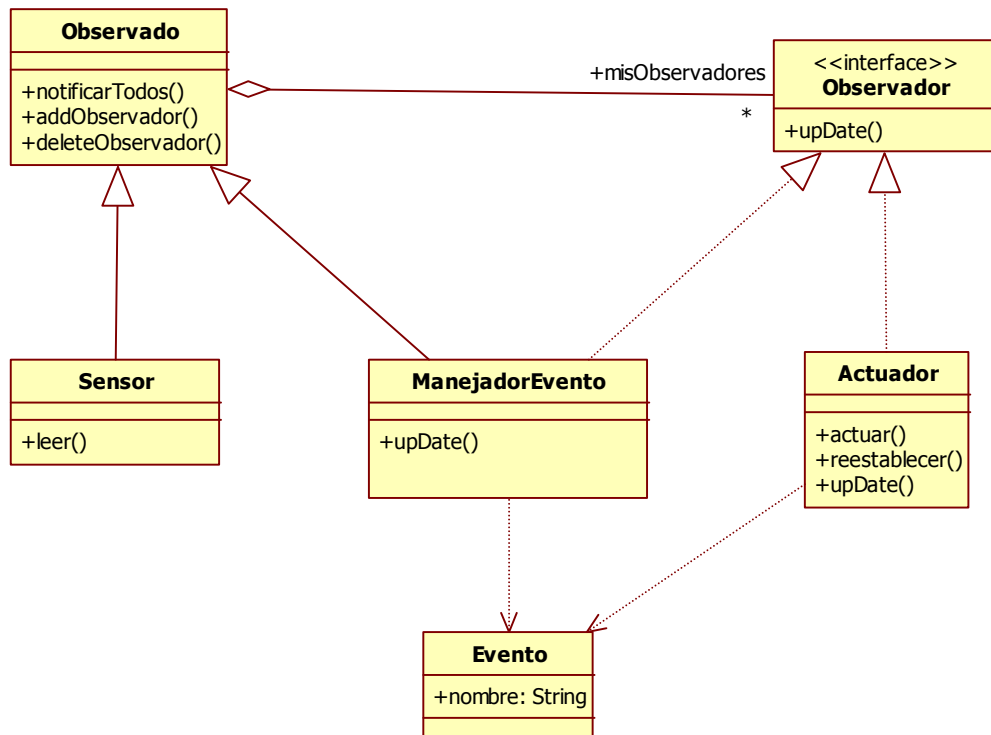 Observado
+notificarTodos()
+addObservador()
+deleteObservador()
+misObservadores
*
<<interface>>
Observador
+upDate()
Sensor
+leer()
ManejadorEvento
+upDate()
Actuador
+actuar()
+reestablecer()
+upDate()
Evento
+nombre: String